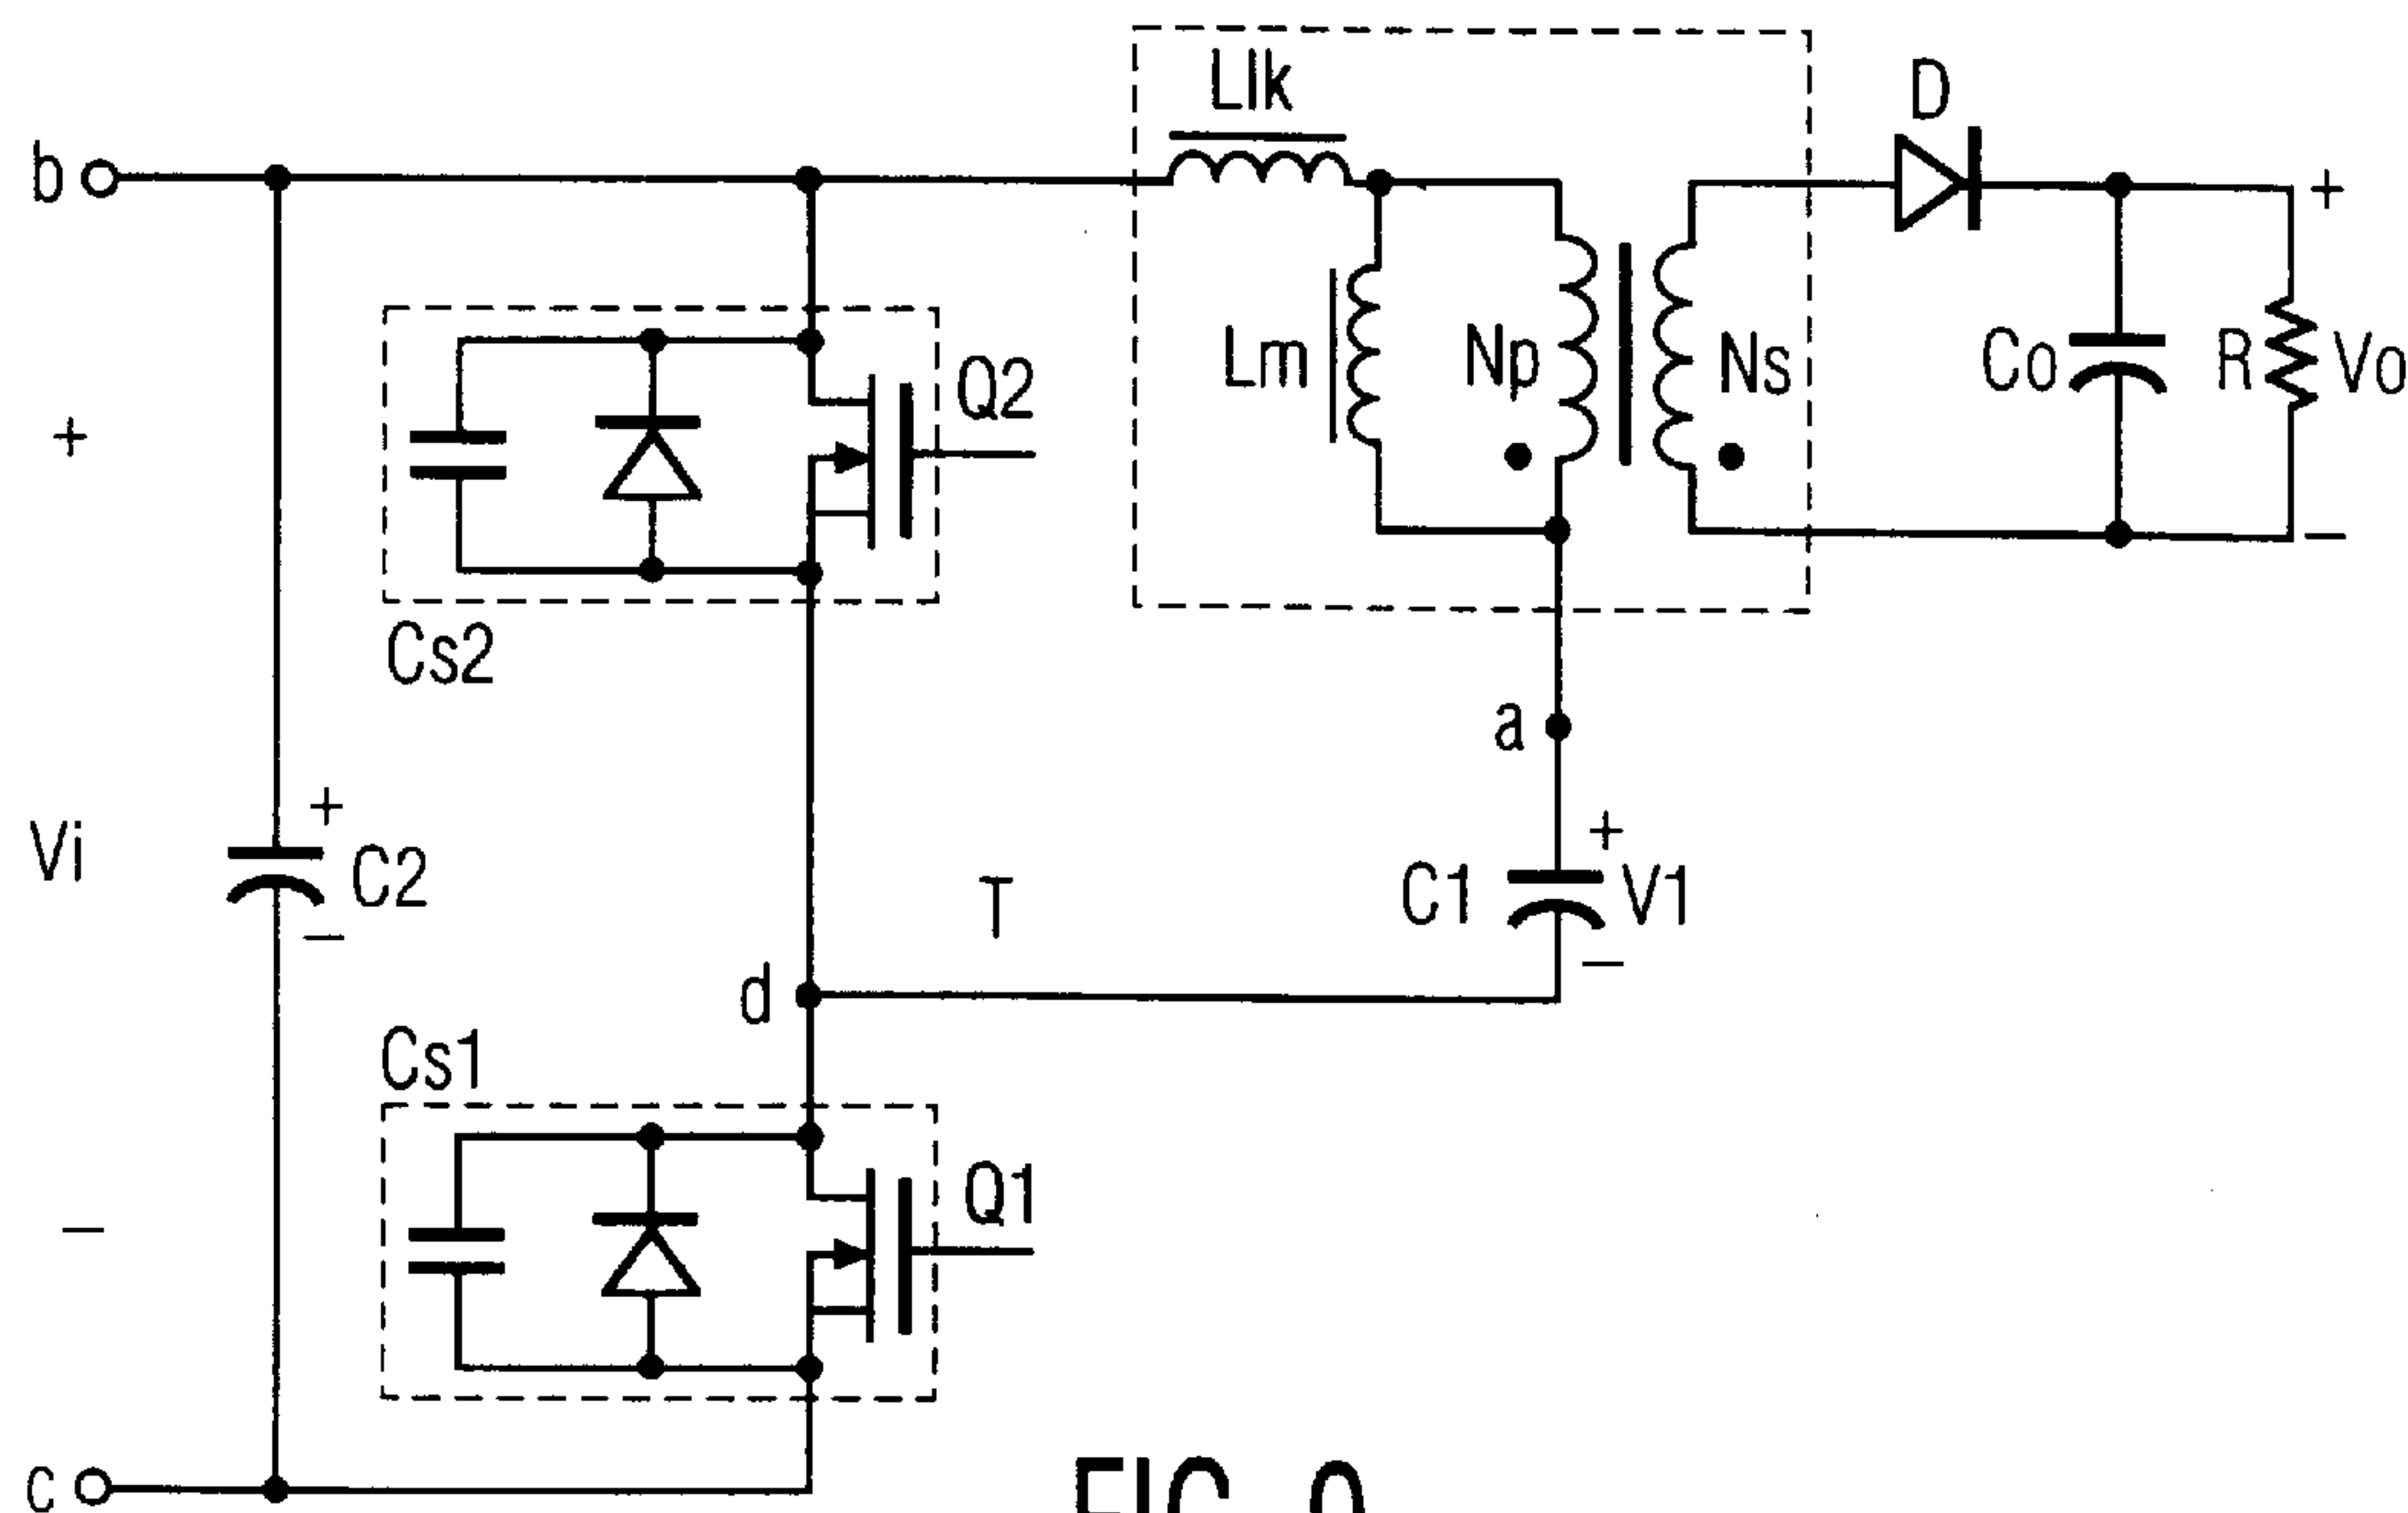 Llk
D
b
+
Lm
Np
Ns
Co
R
Vo
Q2
+
−
Cs2
a
+
+
Vi
C2
C1
V1
−
T
−
d
Cs1
Q1
−
c